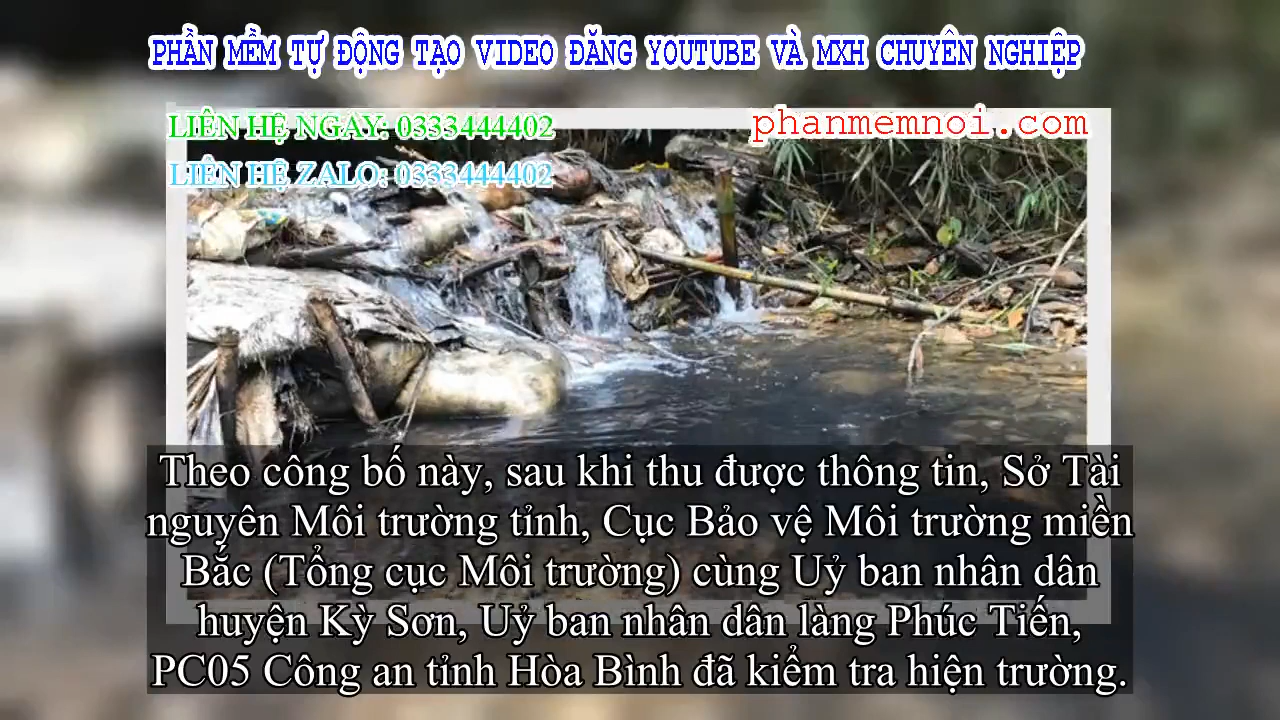 PHẦN MỀM TỰ ĐỘNG TẠO VIDEO ĐĂNG YOUTUBE VÀ MXH CHUYÊN NGHIỆP
LIÊN HỆ NGAY: 0333444402
phanmemnoi.com
LIÊN HỆ ZALO: 0333444402
Theo công bố này, sau khi thu được thông tin, Sở Tài
nguyên Môi trường tỉnh, Cục Bảo vệ Môi trường miền
Bắc (Tổng cục Môi trường) cùng Uỷ ban nhân dân
huyện Kỳ Sơn, Uỷ ban nhân dân làng Phúc Tiến,
PC05 Công an tỉnh Hòa Bình đã kiểm tra hiện trường.